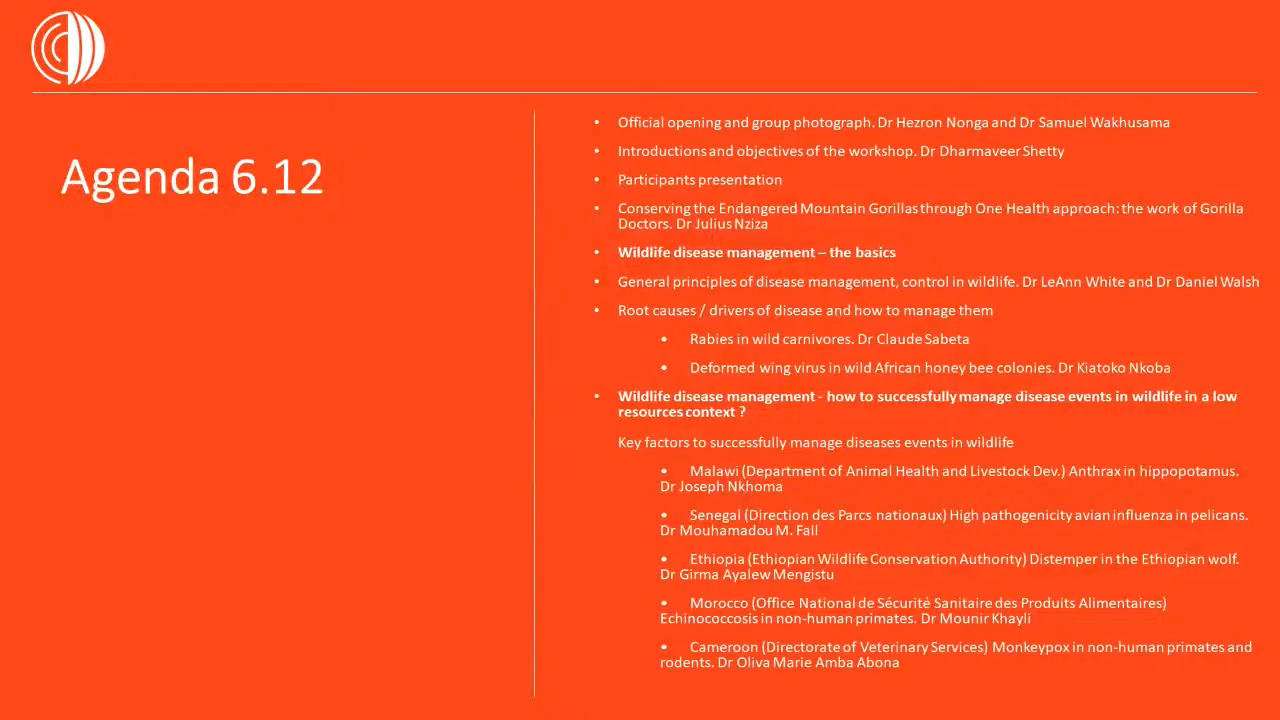 Agenda 6.12
• Official opening and group photograph. Dr Hezron Nonga and Dr Samuel Wakhusama
• Introductions and objectives of the workshop. Dr Dharmaveer Shetty
• Participants presentation
• Conserving the Endangered Mountain Gorillas through One Health approach: the work of Gorilla
Doctors. Dr Julius Nziza
• Wildlife disease management – the basics
• General principles of disease management, control in wildlife. Dr LeAnn White and Dr Daniel Walsh
• Root causes / drivers of disease and how to manage them
• Rabies in wild carnivores. Dr Claude Sabeta
• Deformed wing virus in wild African honey bee colonies. Dr Kiatoko Nkoba
• Wildlife disease management - how to successfully manage disease events in wildlife in a low
resources context ?
Key factors to successfully manage diseases events in wildlife
• Malawi (Department of Animal Health and Livestock Dev.) Anthrax in hippopotamus.
Dr Joseph Nkhoma
• Senegal (Direction des Parcs nationaux) High pathogenicity avian influenza in pelicans.
Dr Mouhamadou M. Fall
• Ethiopia (Ethiopian Wildlife Conservation Authority) Distemper in the Ethiopian wolf.
Dr Girma Ayalew Mengistu
• Morocco (Office National de Sécurité Sanitaire des Produits Alimentaires)
Echinococcosis in non-human primates. Dr Mounir Khayli
• Cameroon (Directorate of Veterinary Services) Monkeypox in non-human primates and
rodents. Dr Oliva Marie Amba Abona